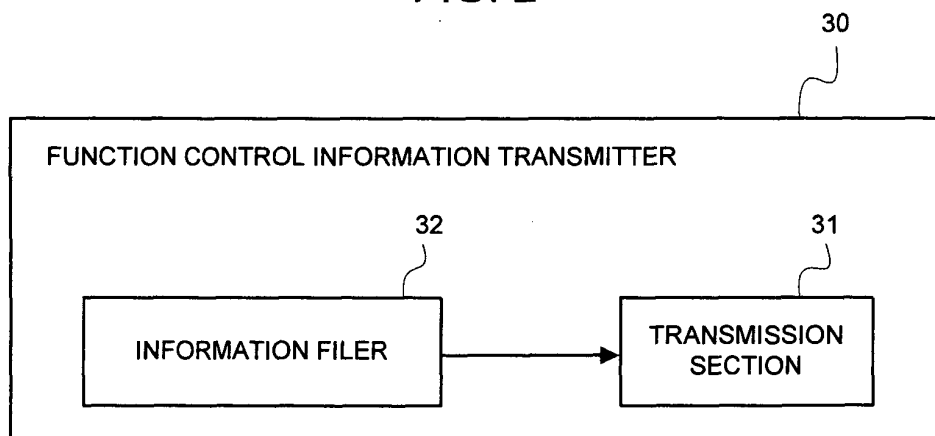 30
FUNCTION CONTROL INFORMATION TRANSMITTER
32
31
INFORMATION FILER
TRANSMISSION
SECTION